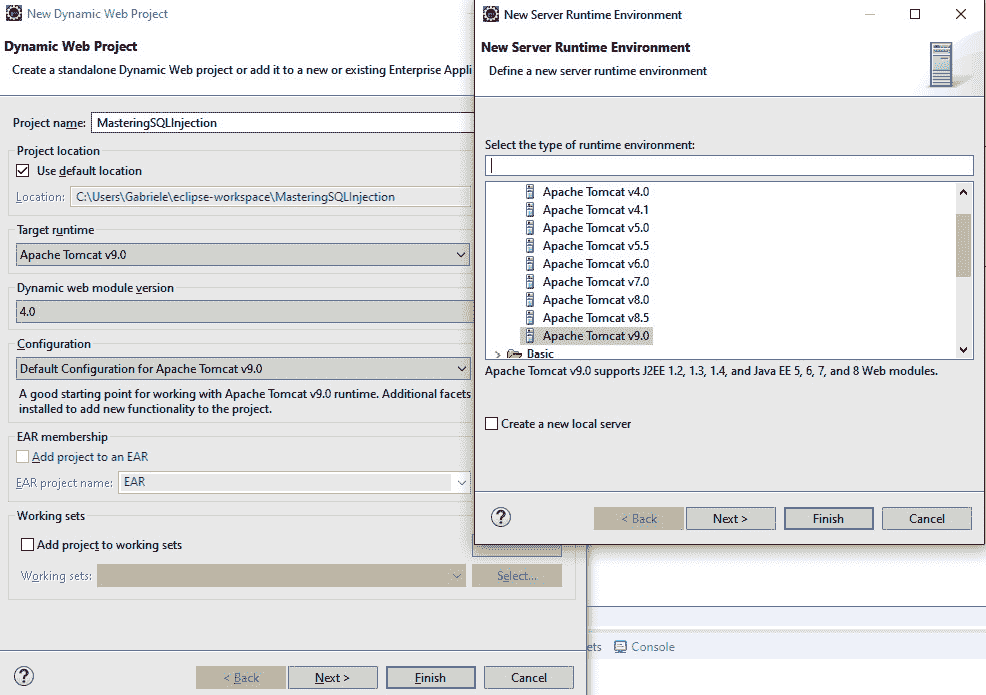 New Dynamic Web Project
Dynamic Web Project
Create a standalone Dynamic Web project or add it to a new or existing Enterprise Appli
Project name: MasteringSQLInjection
Project location
Use default location
Location: C:\Users\Gabriele\eclipse-workspace\MasteringSQLInjection
Target runtime
Apache Tomcat v9.0
Dynamic web module version
4.0
Configuration
Default Configuration for Apache Tomcat v9.0
A good starting point for working with Apache Tomcat v9.0 runtime. Additional facets
installed to add new functionality to the project.
EAR membership
Add project to an EAR
EAR project name: EAR
Working sets
Add project to working sets
Working sets: Select...
? < Back Next > Finish Cancel
New Server Runtime Environment
New Server Runtime Environment
Define a new server runtime environment
Select the type of runtime environment:
Apache Tomcat v4.0
Apache Tomcat v4.1
Apache Tomcat v5.0
Apache Tomcat v5.5
Apache Tomcat v6.0
Apache Tomcat v7.0
Apache Tomcat v8.0
Apache Tomcat v8.5
Apache Tomcat v9.0
Basic
Apache Tomcat v9.0 supports J2EE 1.2, 1.3, 1.4, and Java EE 5, 6, 7, and 8 Web modules.
Create a new local server
? < Back Next > Finish Cancel
ets Console